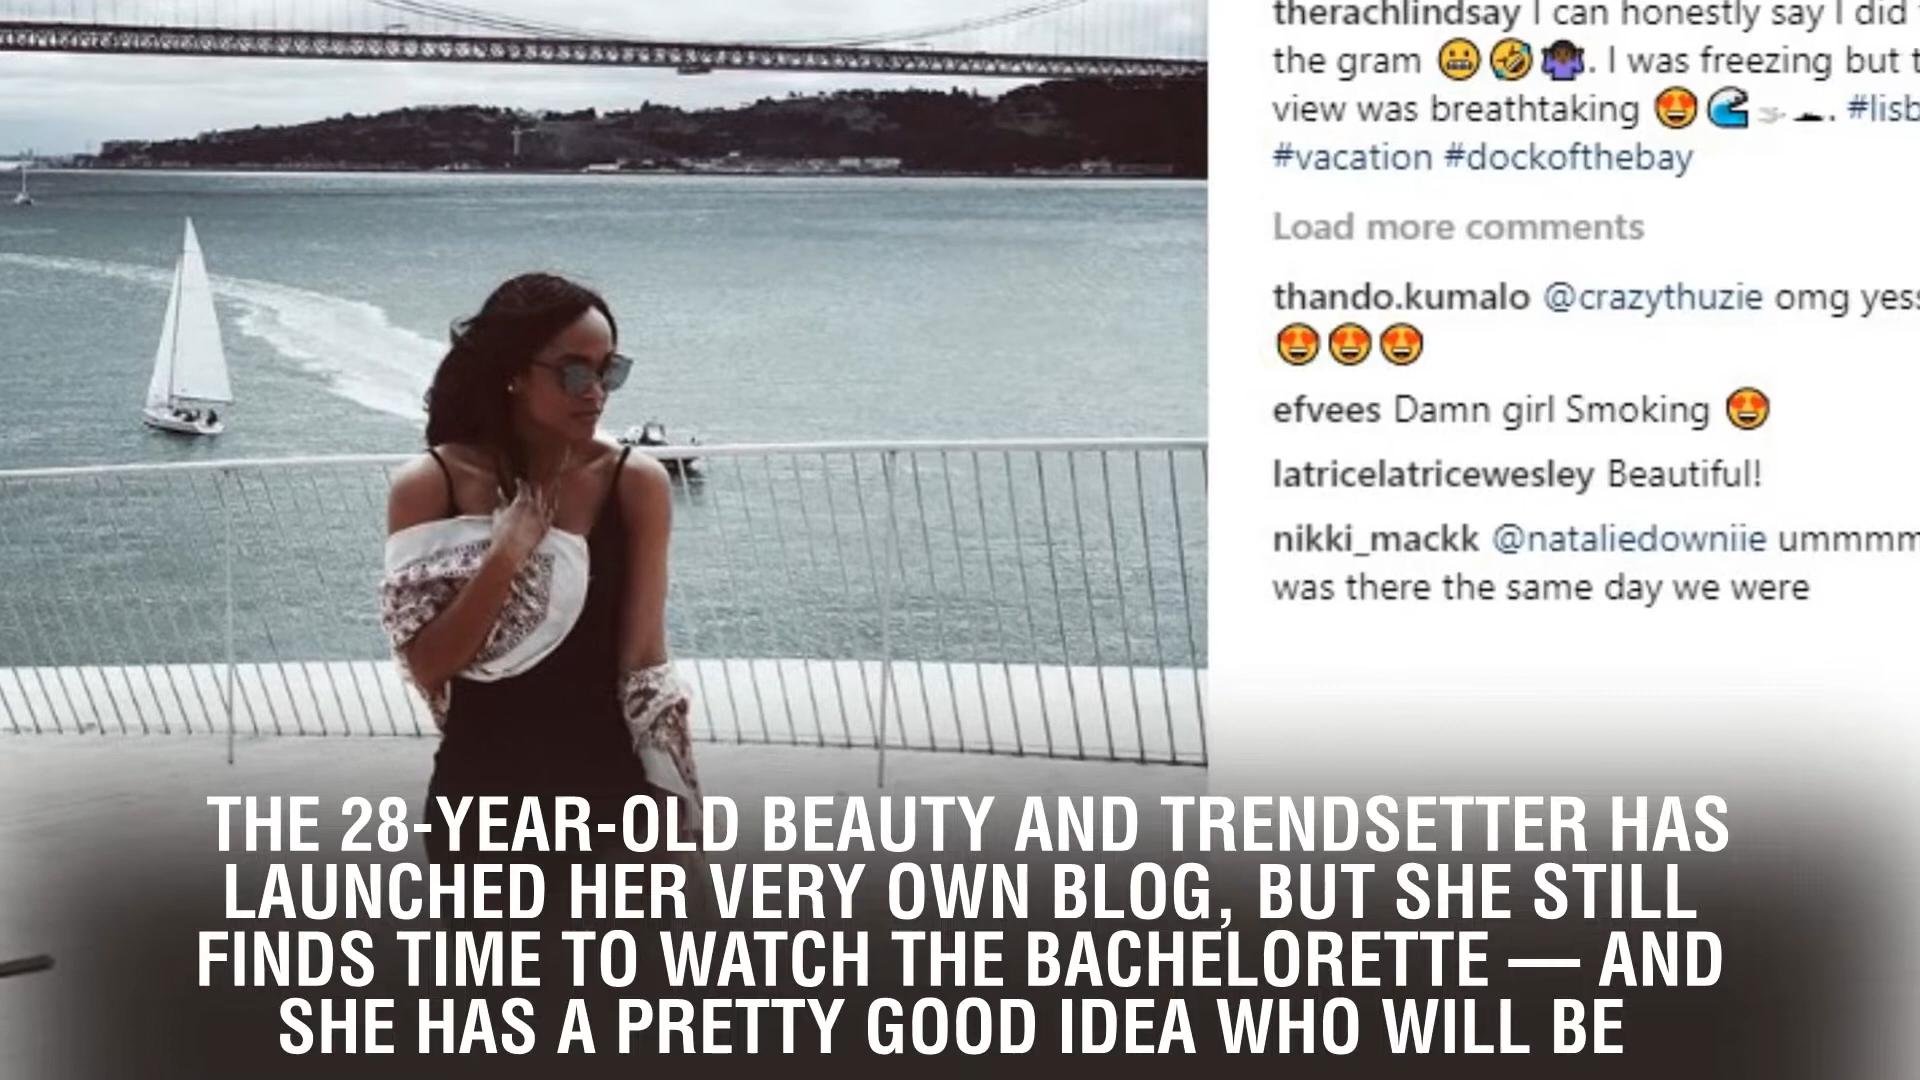 therachlindsay I can honestly say I did
the gram 😬🤣🤷🏾‍♀️. I was freezing but
view was breathtaking 😍🌊💨☁️. #lisb
#vacation #dockofthebay
Load more comments
thando.kumalo @crazythuzie omg yess
😍😍😍
efvees Damn girl Smoking 😍
latricelatricewesley Beautiful!
nikki_mackk @nataliedowniie ummmm
was there the same day we were
THE 28-YEAR-OLD BEAUTY AND TRENDSETTER HAS
LAUNCHED HER VERY OWN BLOG, BUT SHE STILL
FINDS TIME TO WATCH THE BACHELORETTE — AND
SHE HAS A PRETTY GOOD IDEA WHO WILL BE